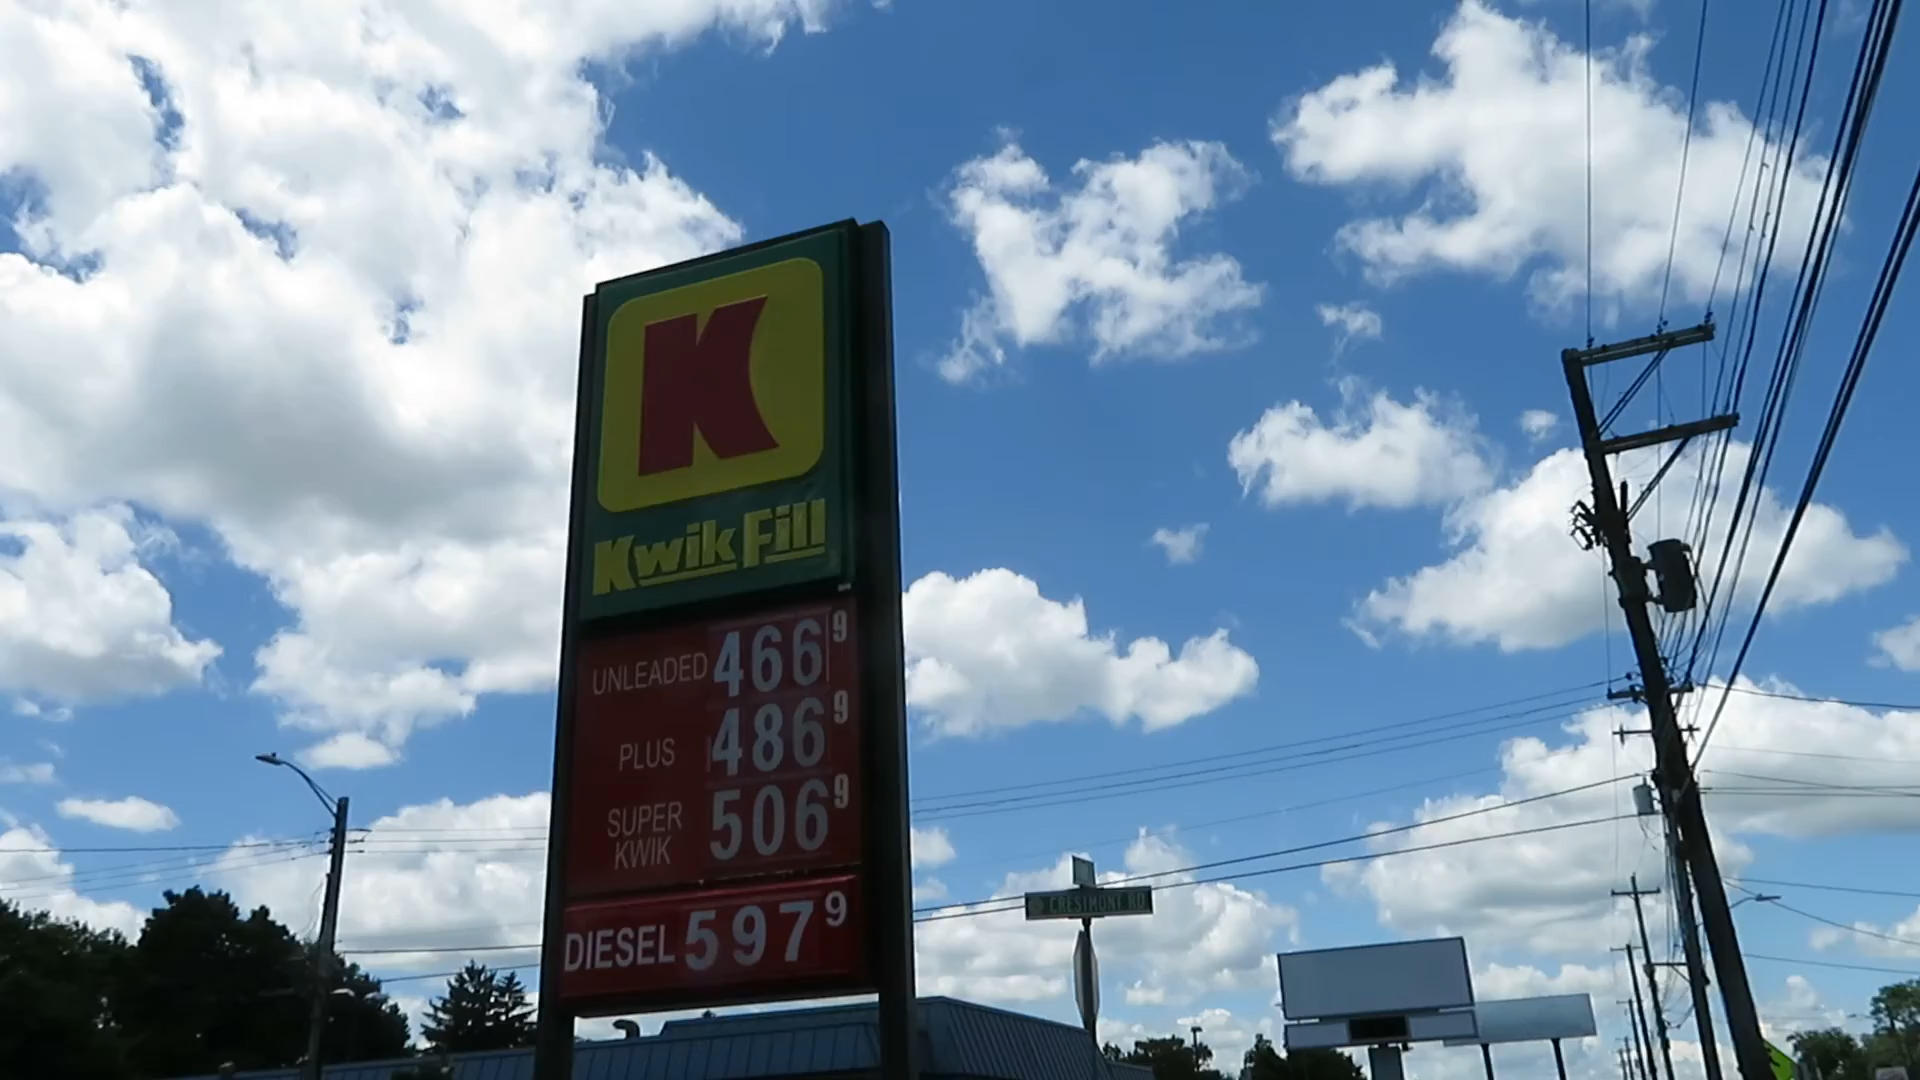 K
Kwik Fill
UNLEADED 466 9
PLUS 486 9
SUPER KWIK 506 9
DIESEL 597 9
CRESTMONT RD